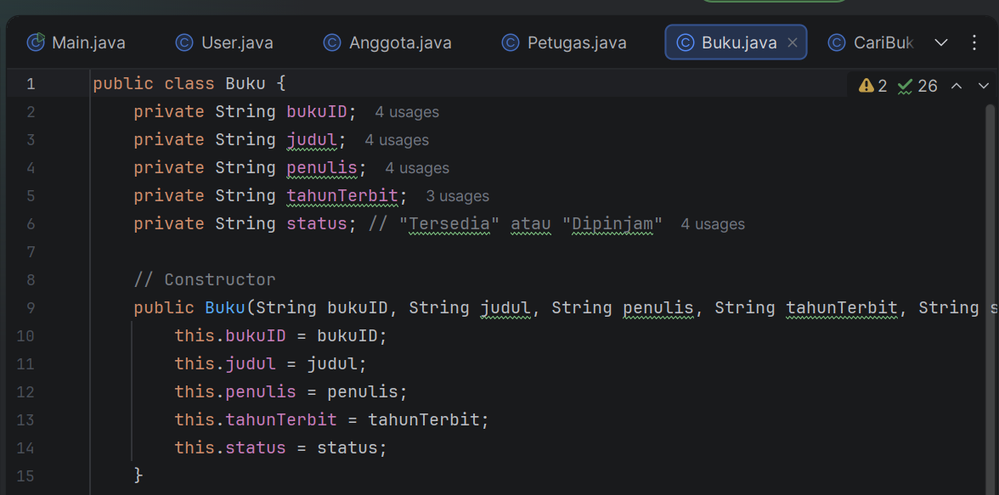 Main.java User.java Anggota.java Petugas.java Buku.java CariBuk
1 public class Buku { 2 26
2 private String bukuID; 4 usages
3 private String judul; 4 usages
4 private String penulis; 4 usages
5 private String tahunTerbit; 3 usages
6 private String status; // "Tersedia" atau "Dipinjam" 4 usages
7
8 // Constructor
9 public Buku(String bukuID, String judul, String penulis, String tahunTerbit, String s
10 this.bukuID = bukuID;
11 this.judul = judul;
12 this.penulis = penulis;
13 this.tahunTerbit = tahunTerbit;
14 this.status = status;
15 }